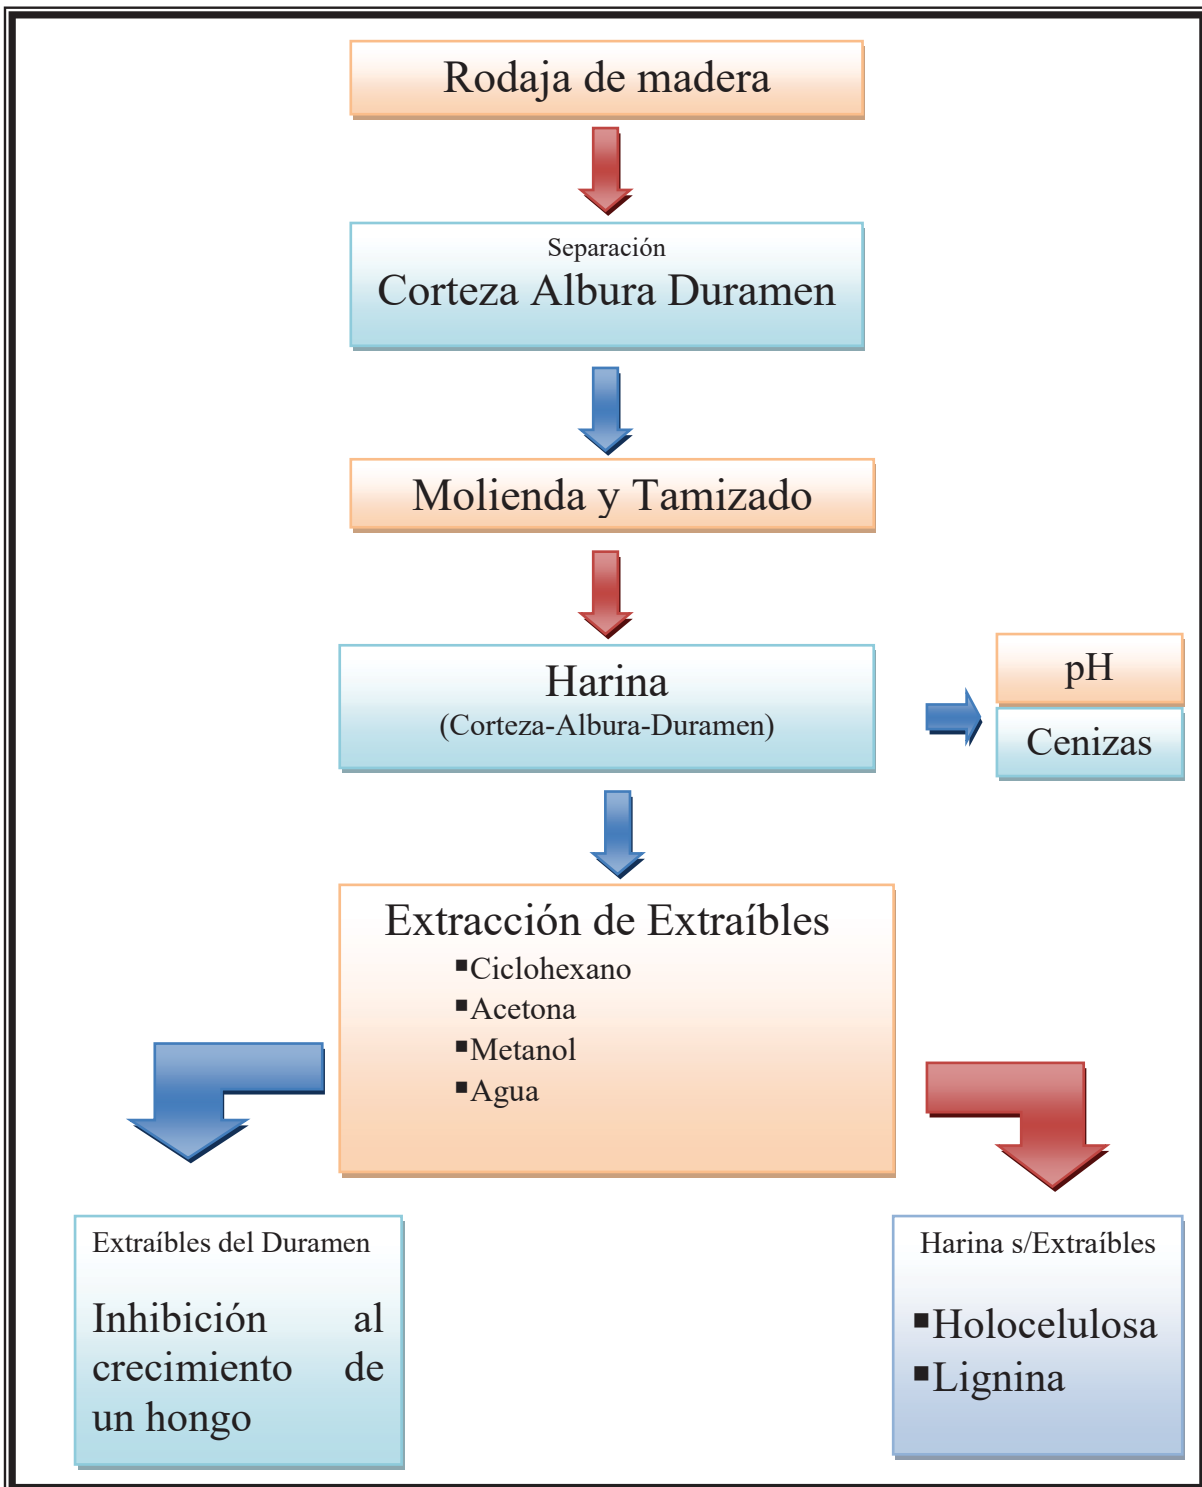 Rodaja de madera
Separación
Corteza Albura Duramen
Molienda y Tamizado
Harina
(Corteza-Albura-Duramen)
pH
Cenizas
Extracción de Extraíbles
▪Ciclohexano
▪Acetona
▪Metanol
▪Agua
Extraíbles del Duramen
Inhibición al
crecimiento de
un hongo
Harina s/Extraíbles
▪Holocelulosa
▪Lignina